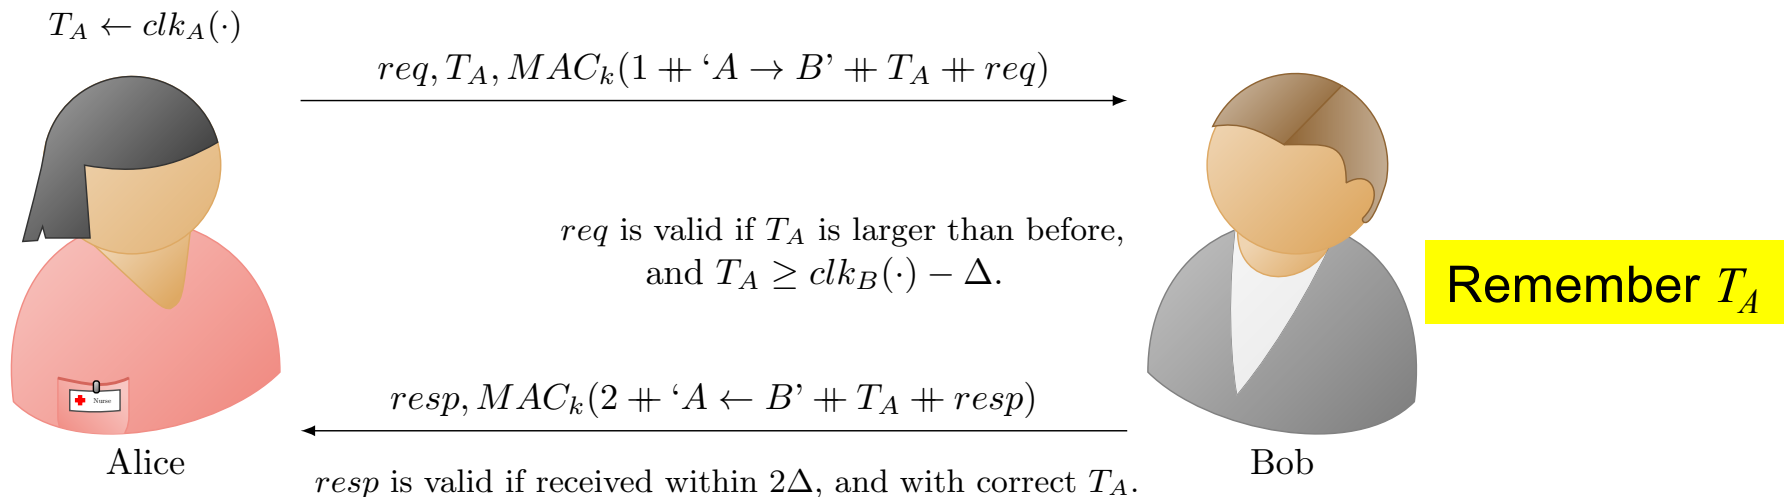 T_A ← clk_A(·)
req, T_A, MAC_k(1 ⧺ ‘A → B’ ⧺ T_A ⧺ req)
req is valid if T_A is larger than before,
and T_A ≥ clk_B(·) − Δ.
Remember T_A
Nurse
resp, MAC_k(2 ⧺ ‘A ← B’ ⧺ T_A ⧺ resp)
Alice
Bob
resp is valid if received within 2Δ, and with correct T_A.